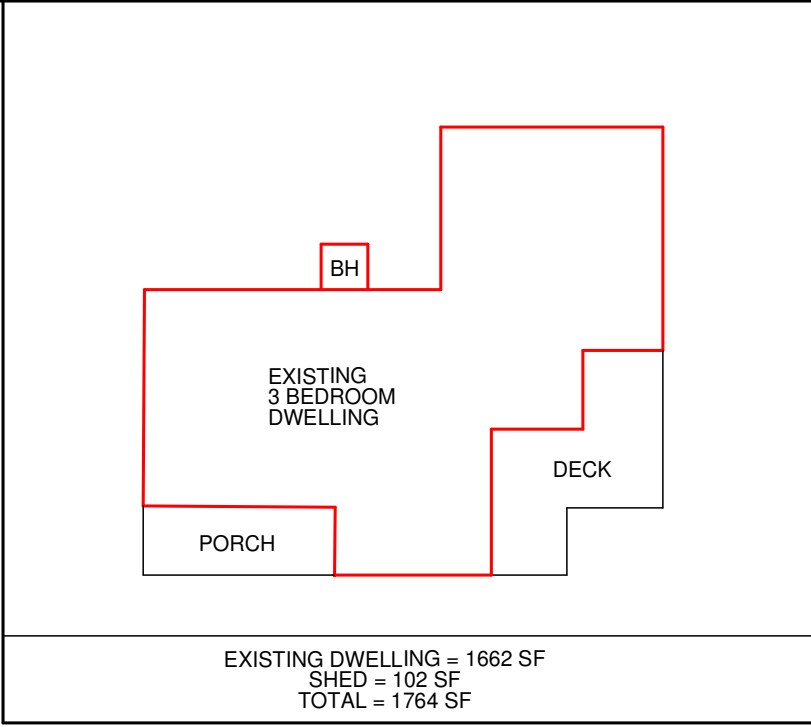 BH
EXISTING
3 BEDROOM
DWELLING
DECK
PORCH
EXISTING DWELLING = 1662 SF
SHED = 102 SF
TOTAL = 1764 SF